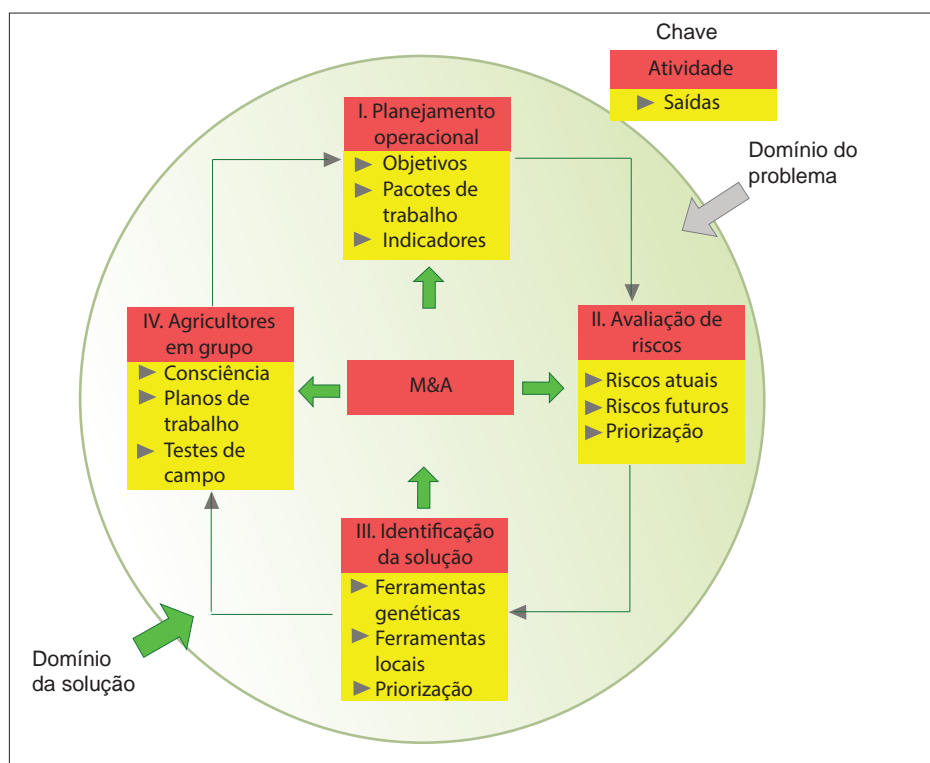 Chave
Atividade
Saídas
I. Planejamento
operacional
Objetivos
Pacotes de
trabalho
Indicadores
Domínio do
problema
IV. Agricultores
em grupo
Consciência
Planos de
trabalho
Testes de
campo
M&A
II. Avaliação de
riscos
Riscos atuais
Riscos futuros
Priorização
III. Identificação
da solução
Ferramentas
genéticas
Ferramentas
locais
Priorização
Domínio
da solução